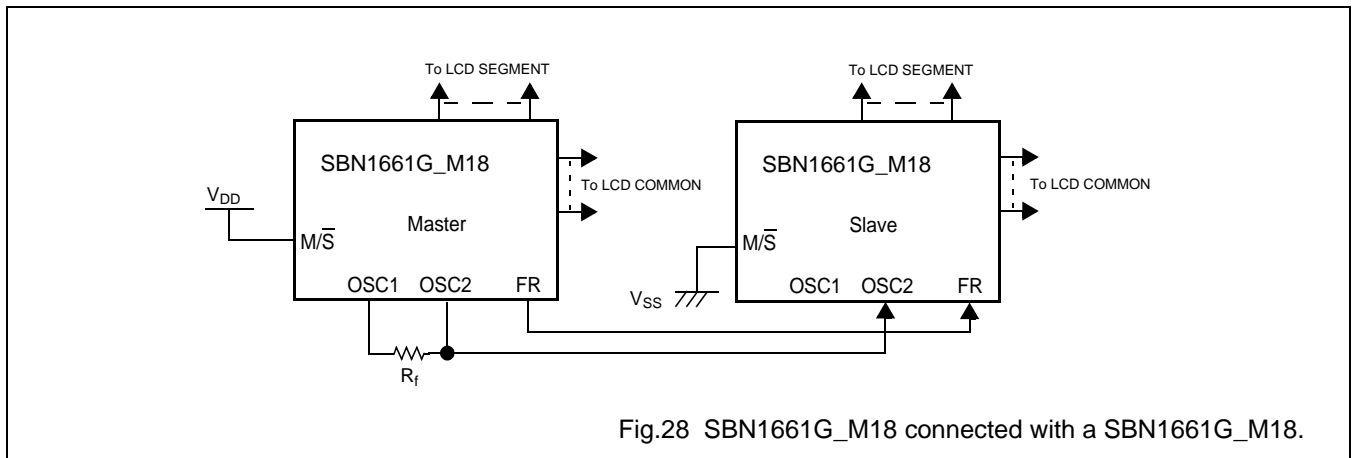 To LCD SEGMENT
SBN1661G_M18
To LCD COMMON
VDD
Master
M/S̅
OSC1 OSC2 FR
Rf
To LCD SEGMENT
SBN1661G_M18
To LCD COMMON
Slave
M/S̅
VSS
OSC1 OSC2 FR
Fig.28 SBN1661G_M18 connected with a SBN1661G_M18.